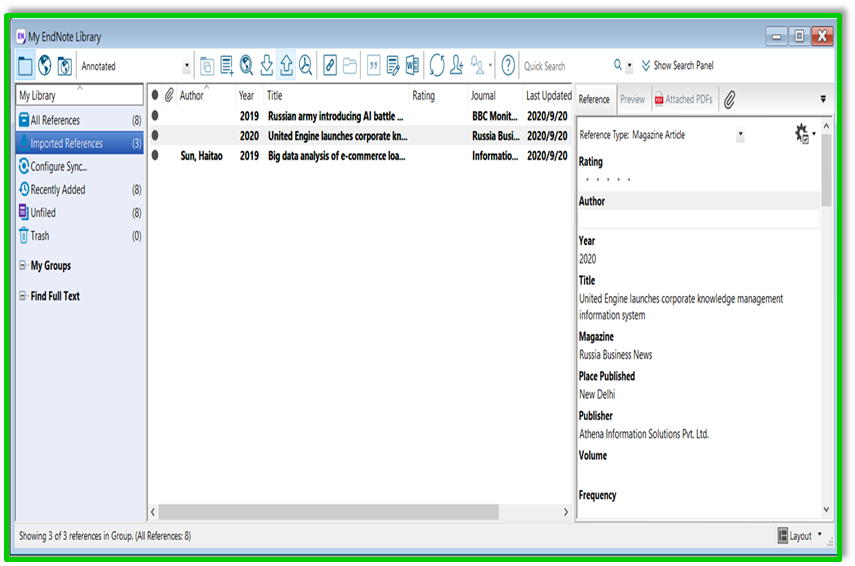 EN My EndNote Library
Annotated
Quick Search
Show Search Panel
My Library
All References (8)
Imported References (3)
Configure Sync...
Recently Added (8)
Unfiled (8)
Trash (0)
My Groups
Find Full Text
Author Year Title Rating Journal Last Updated
2019 Russian army introducing AI battle ... BBC Monit... 2020/9/20
2020 United Engine launches corporate kn... Russia Busi... 2020/9/20
Sun, Haitao 2019 Big data analysis of e-commerce loa... Informatio... 2020/9/20
Reference Preview PDF Attached PDFs
Reference Type: Magazine Article
Rating
Author
Year
2020
Title
United Engine launches corporate knowledge management
information system
Magazine
Russia Business News
Place Published
New Delhi
Publisher
Athena Information Solutions Pvt. Ltd.
Volume
Frequency
Showing 3 of 3 references in Group. (All References: 8)
Layout